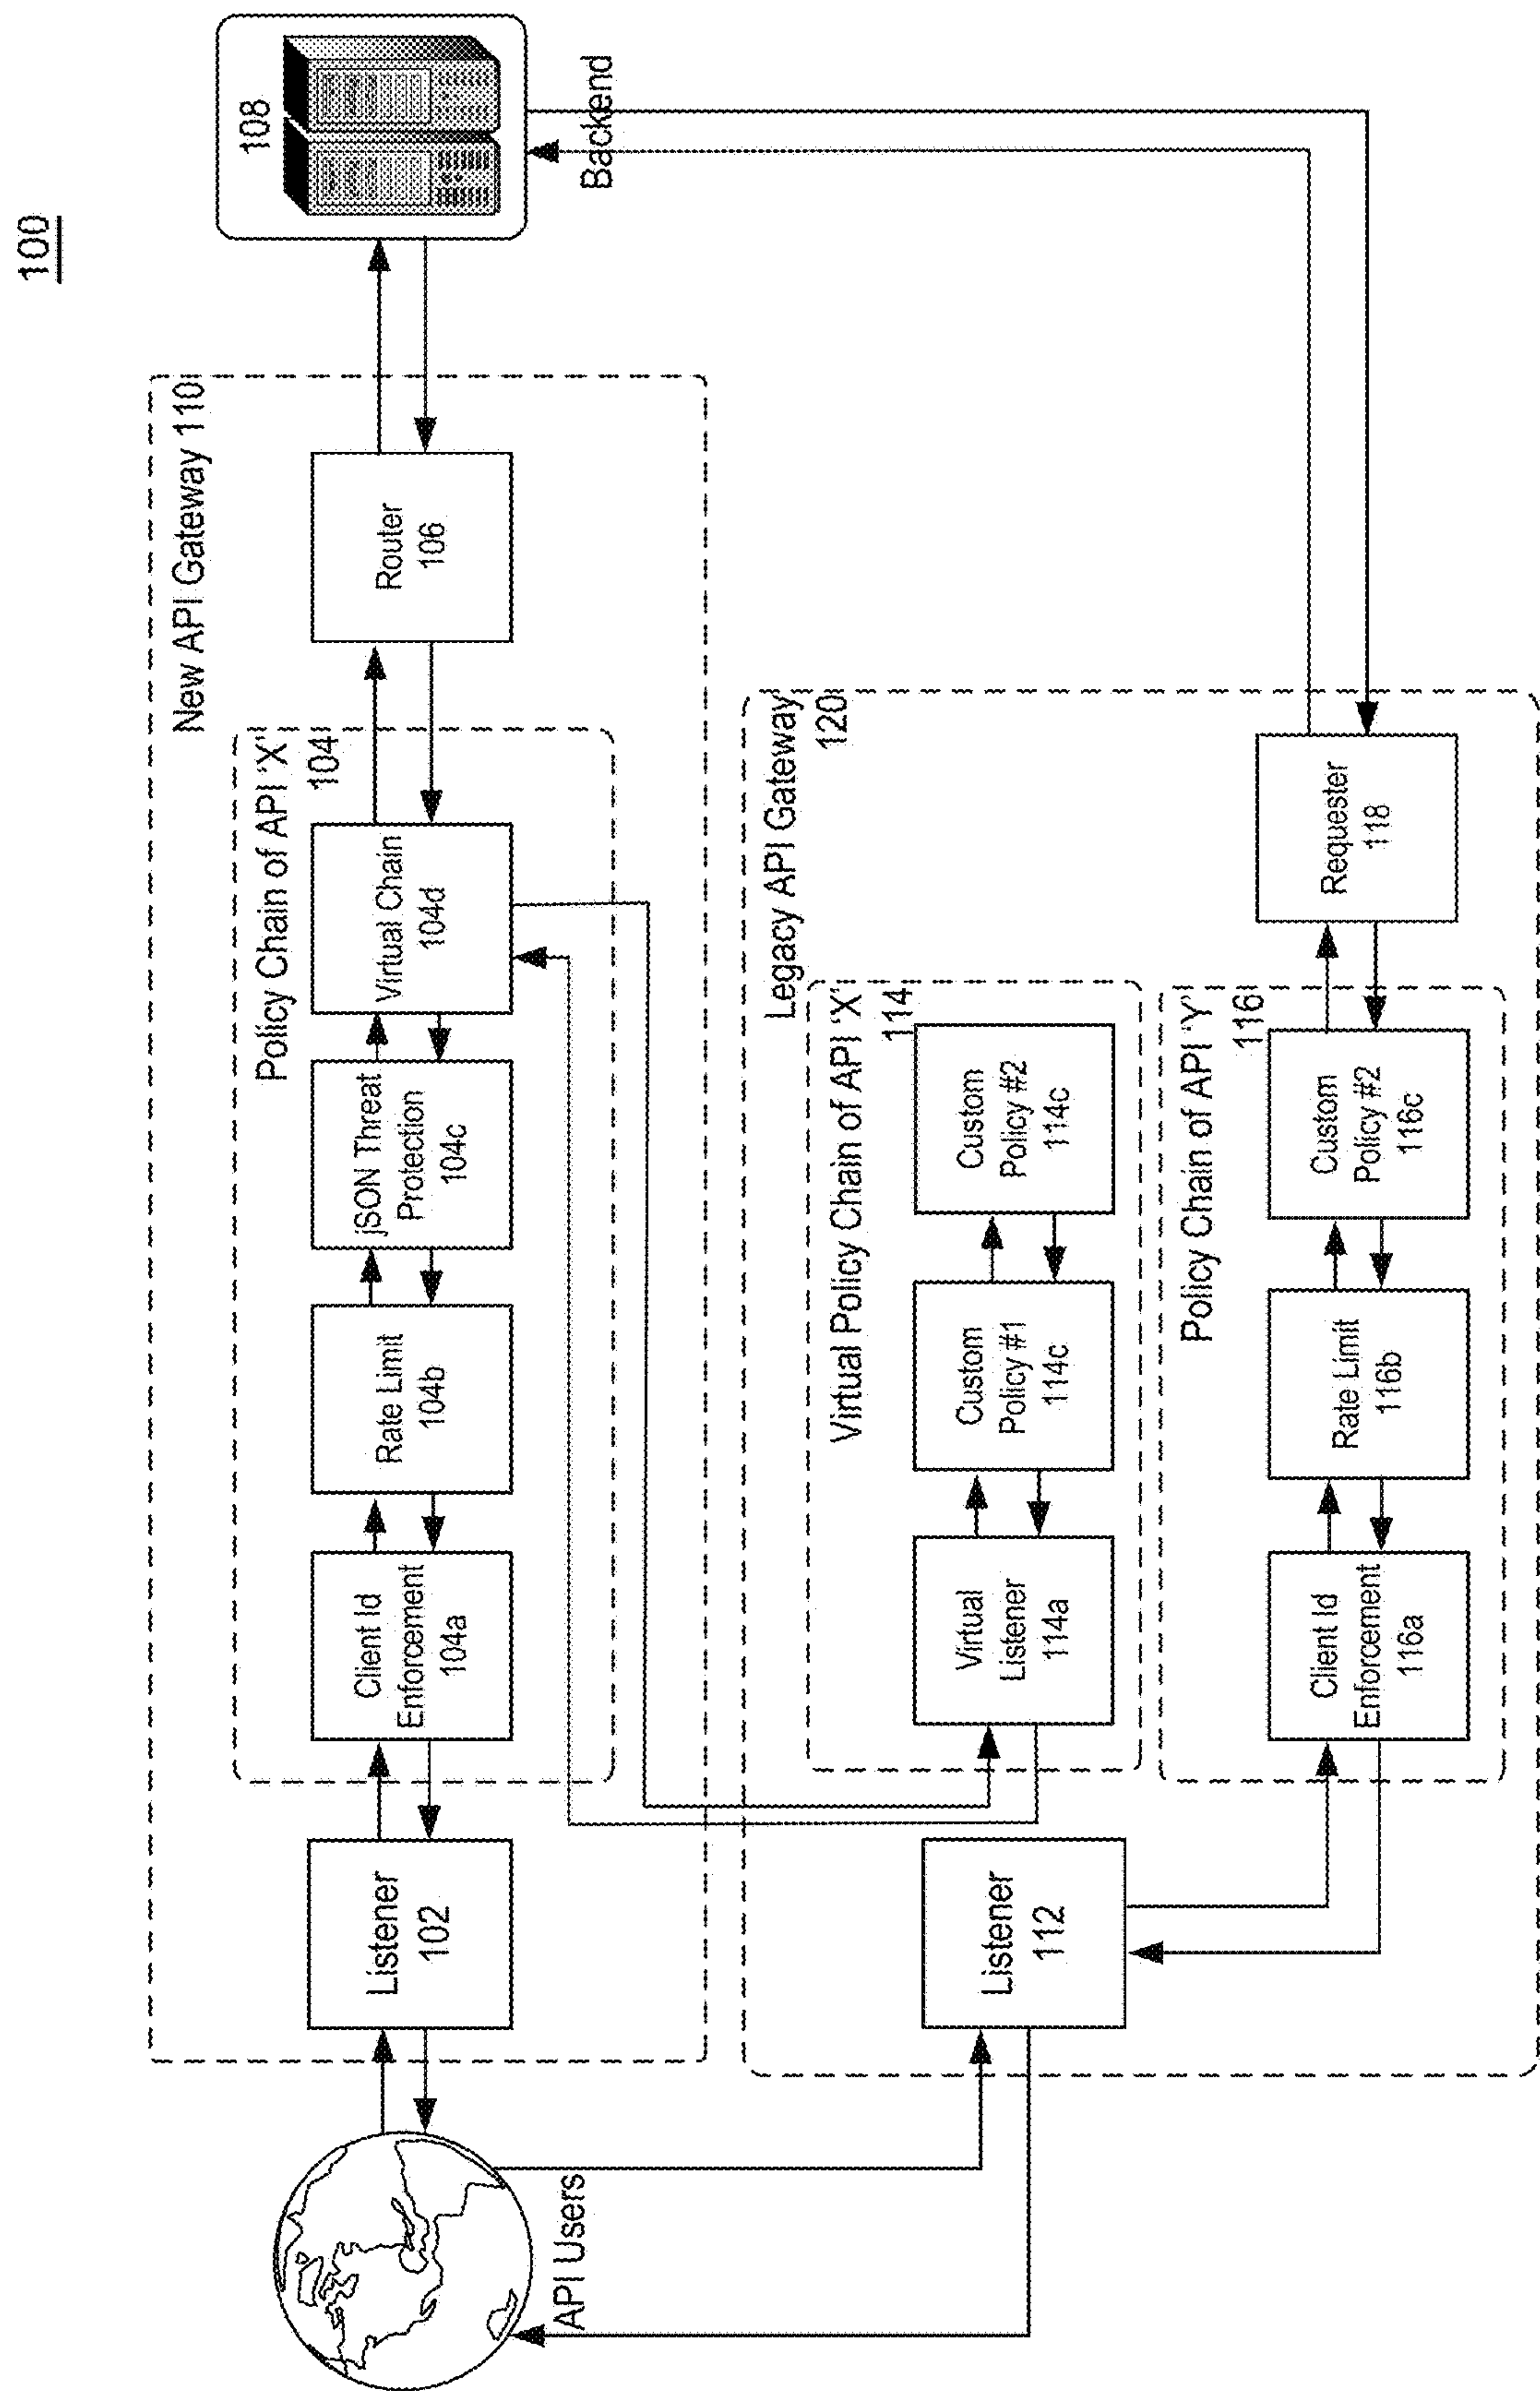 100
108
Backend
New API Gateway 110
Policy Chain of API 'X'
104
Listener
102
Client Id
Enforcement
104a
Rate Limit
104b
jSON Threat
Protection
104c
Virtual Chain
104d
Router
106
API Users
Legacy API Gateway
120
Virtual Policy Chain of API 'X'
114
Listener
112
Virtual
Listener
114a
Custom
Policy #1
114c
Custom
Policy #2
114c
Policy Chain of API 'Y'
116
Client Id
Enforcement
116a
Rate Limit
116b
Custom
Policy #2
116c
Requester
118